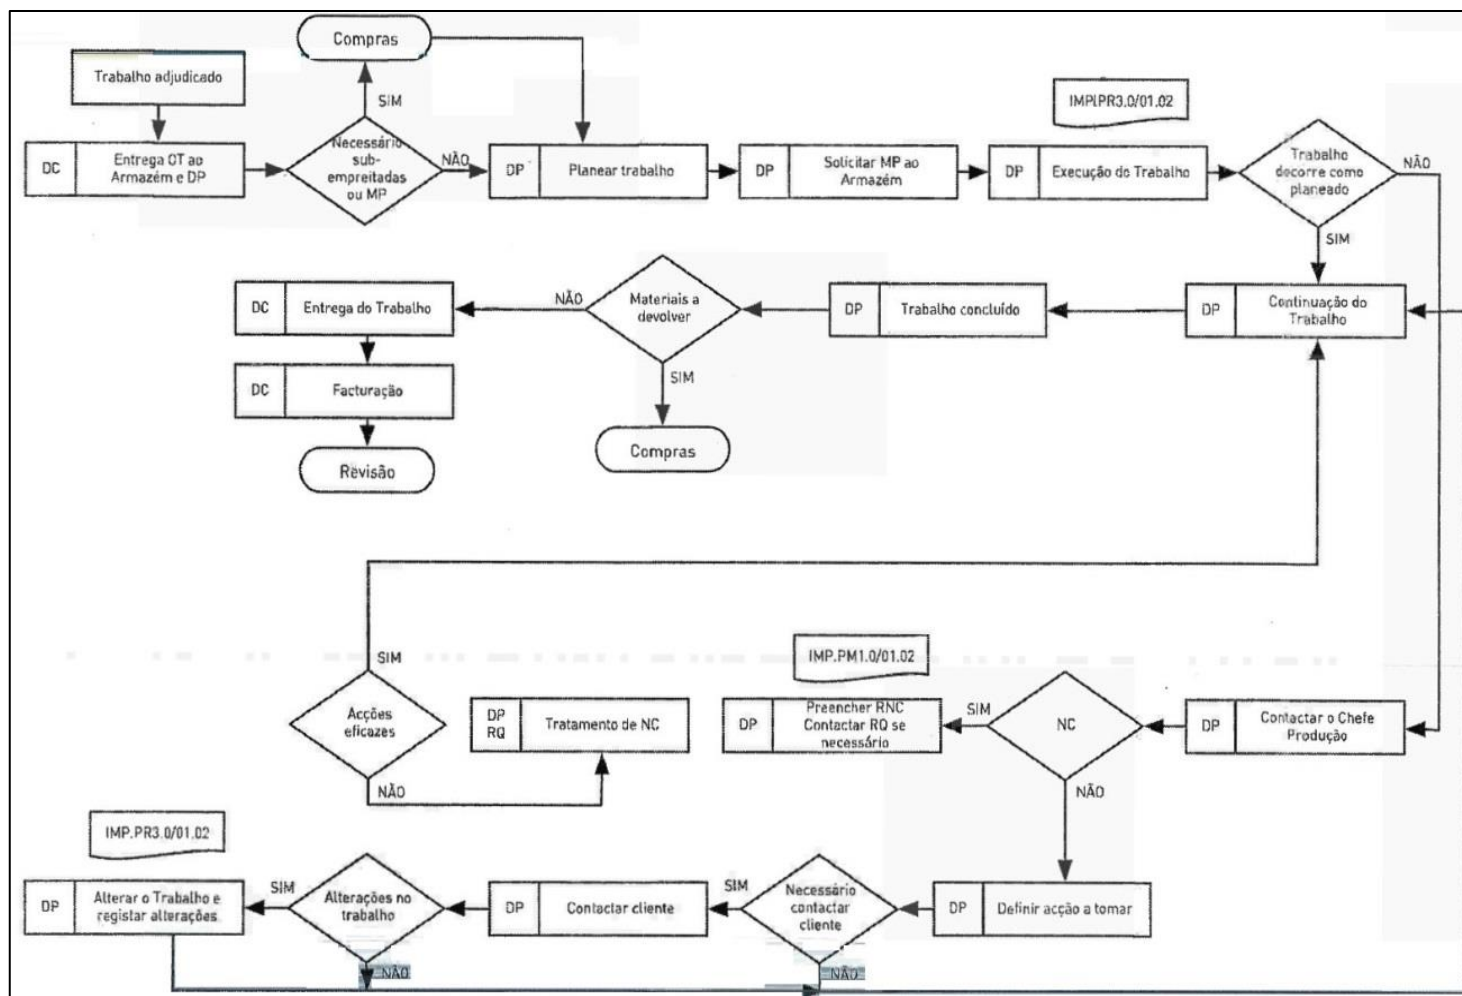 Compras
Trabalho adjudicado
SIM
IMP.PR3.0/01.02
DC
Entrega OT ao
Armazém e DP
Necessário
sub-
empreitadas
ou MP
NÃO
DP
Planear trabalho
DP
Solicitar MP ao
Armazém
DP
Execução do Trabalho
Trabalho
decorre como
planeado
NÃO
SIM
DC
Entrega do Trabalho
NÃO
Materiais a
devolver
DP
Trabalho concluído
DP
Continuação do
Trabalho
SIM
DC
Facturação
Compras
Revisão
SIM
IMP.PM1.0/01.02
Acções
eficazes
DP
RQ
Tratamento de NC
DP
Preencher RNC
Contactar RQ se
necessário
SIM
NC
DP
Contactar o Chefe
Produção
NÃO
NÃO
IMP.PR3.0/01.02
DP
Alterar o Trabalho e
registar alterações
SIM
Alterações no
trabalho
DP
Contactar cliente
SIM
Necessário
contactar
cliente
DP
Definir acção a tomar
NÃO
NÃO